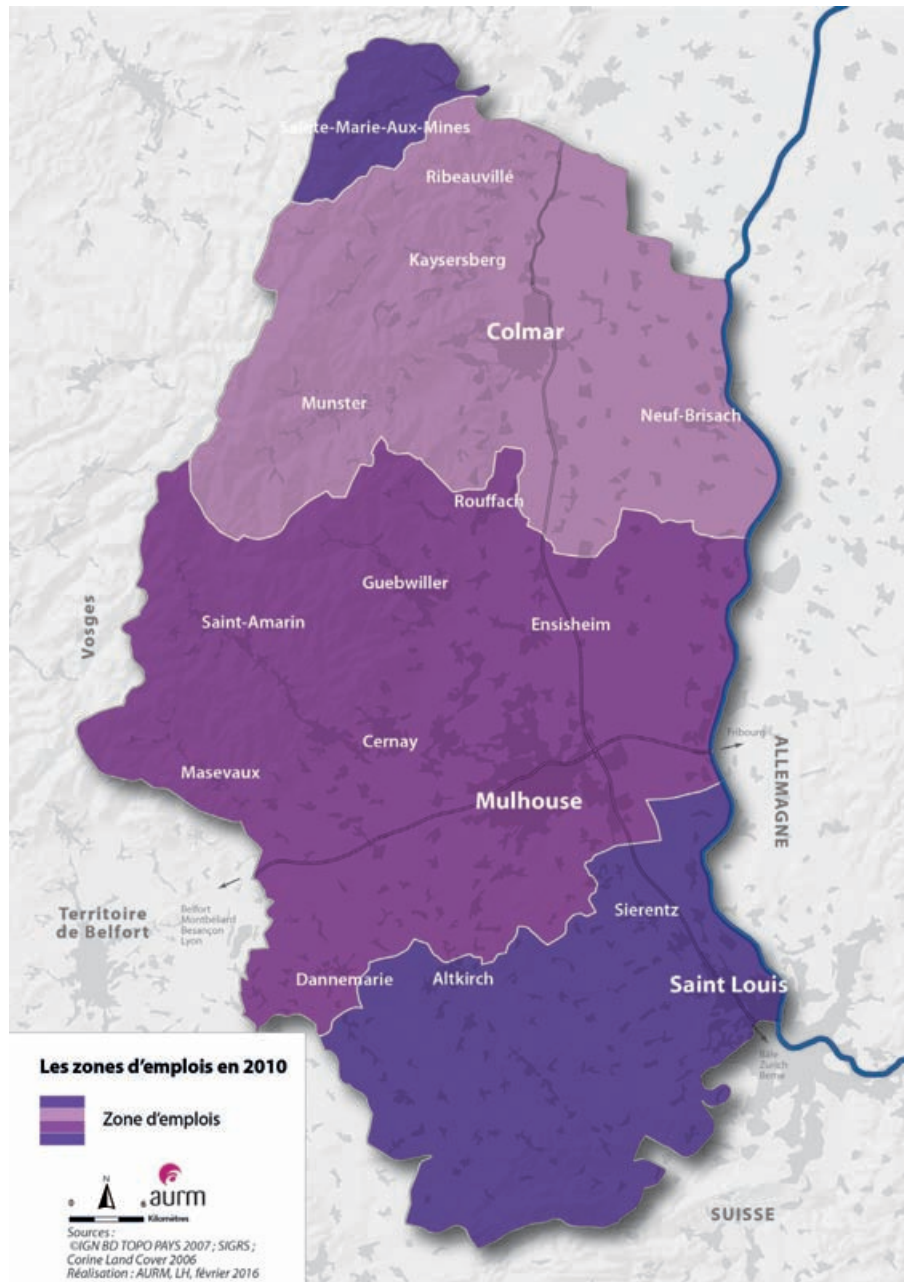 Sainte-Marie-Aux-Mines
Ribeauvillé
Kaysersberg
Colmar
Munster
Neuf-Brisach
Rouffach
Guebwiller
Saint-Amarin
Ensisheim
Vosges
Cernay
Fribourg
ALLEMAGNE
Masevaux
Mulhouse
Territoire
de Belfort
Belfort
Montbéliard
Besançon
Lyon
Sierentz
Dannemarie
Altkirch
Saint Louis
Bâle
Zurich
Berne
SUISSE
Les zones d'emplois en 2010
Zone d'emplois
N
0 6
Kilomètres
aurm
Sources :
©IGN BD TOPO PAYS 2007 ; SIGRS ;
Corine Land Cover 2006
Réalisation : AURM, LH, février 2016